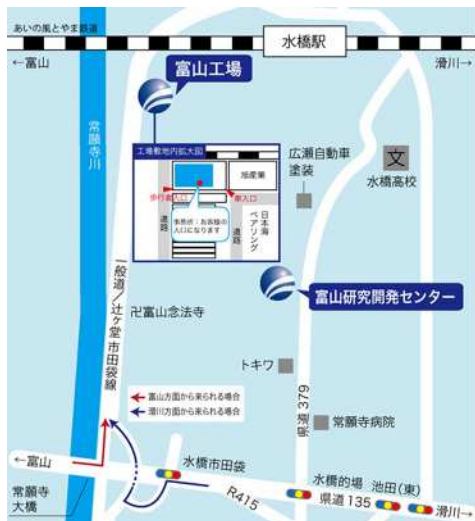 あいの風とやま鉄道
水橋駅
←富山
滑川→
富山工場
常願寺川
工場敷地内拡大図
旭産業
歩行者入口
車入口
事務所:お客様の
入口になります
道路
道路
日本海
ベアリング
広瀬自動車
塗装
文
水橋高校
富山研究開発センター
一般道/辻ヶ堂市田袋線
卍富山念法寺
トキワ
県道379
←富山方面から来られる場合
←滑川方面から来られる場合
常願寺病院
←富山
水橋市田袋
水橋的場
池田(東)
常願寺
大橋
R415
県道135
滑川→